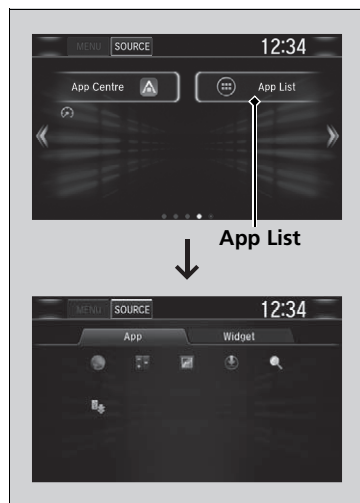 MENU SOURCE 12:34
App Centre App List
App List
MENU SOURCE 12:34
App Widget